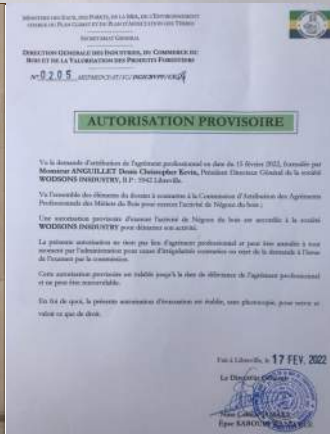 MINISTERE DES EAUX, DES FORETS, DE LA MER, DE L'ENVIRONNEMENT
CHARGE DU PLAN CLIMAT ET DU PLAN D'AFFECTATION DES TERRES
SECRETARIAT GENERAL
DIRECTION GENERALE DES INDUSTRIES, DU COMMERCE DU
BOIS ET DE LA VALORISATION DES PRODUITS FORESTIERS
N° 0205
AUTORISATION PROVISOIRE
Vu la demande d'attribution de l'agrément professionnel en date du 15 février 2022, formulée par
Monsieur ANGUILLET Denis Christopher Kevin, Président Directeur Général de la société
WODSONS INSDUSTRY, B.P : 5942 Libreville.
Vu l'ensemble des éléments du dossier à soumettre à la Commission d'Attribution des Agréments
Professionnels des Métiers du Bois pour exercer l'activité de Négoce du bois ;
Une autorisation provisoire d'exercer l'activité de Négoce du bois est accordée à la société
WODSONS INSDUSTRY pour démarrer son activité.
La présente autorisation ne tient pas lieu d'agrément professionnel et peut être annulée à tout
moment par l'administration pour cause d'irrégularités constatées ou rejet de la demande à l'issue
de l'examen par la commission.
Cette autorisation provisoire est valable jusqu'à la date de délivrance de l'agrément professionnel
et ne peut être renouvelable.
En foi de quoi, la présente autorisation est établie, sans photocopie, pour servir et
valoir ce que de droit.
Fait à Libreville, le 17 FEV. 2022